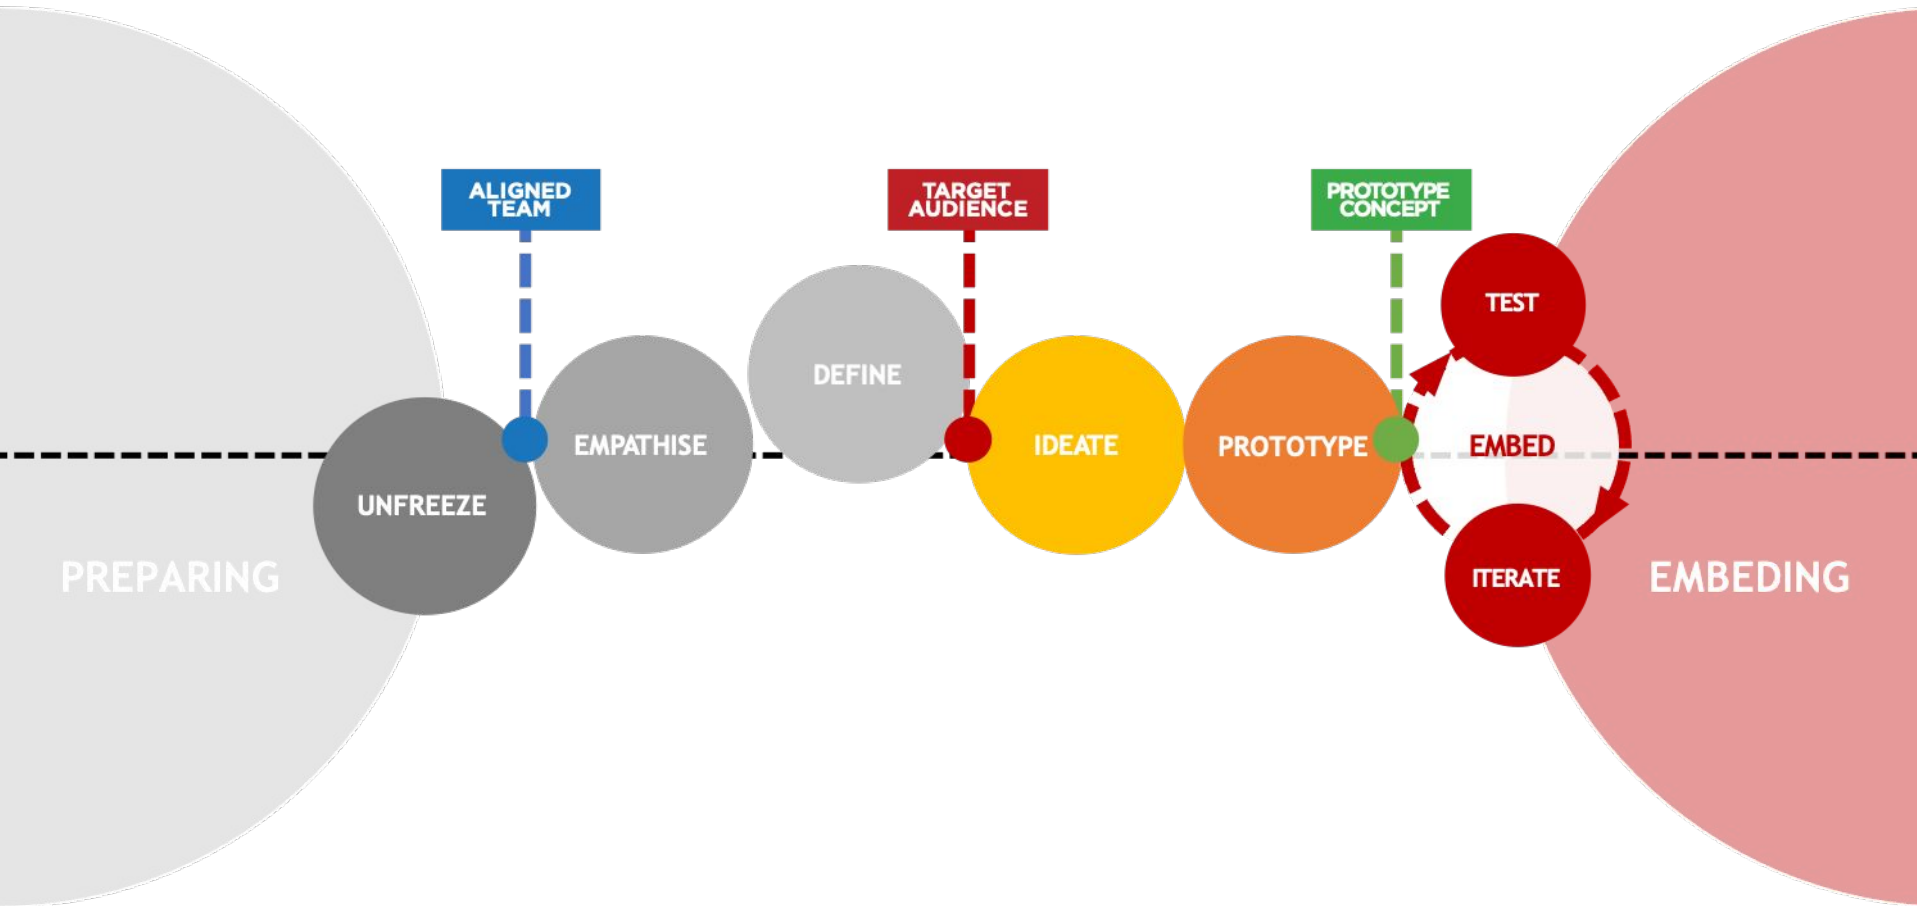 ALIGNED
TEAM
TARGET
AUDIENCE
PROTOTYPE
CONCEPT
TEST
DEFINE
EMPATHISE
IDEATE
PROTOTYPE
EMBED
UNFREEZE
PREPARING
ITERATE
EMBEDING